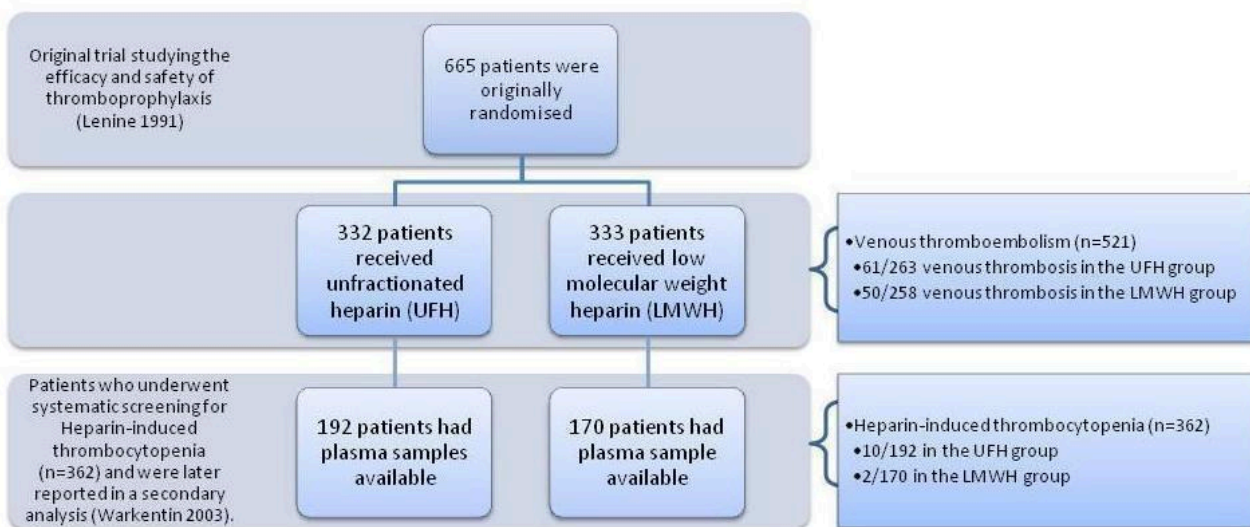 Original trial studying the
efficacy and safety of
thromboprophylaxis
(Lenine 1991)
665 patients were
originally
randomised
332 patients
received
unfractionated
heparin (UFH)
333 patients
received low
molecular weight
heparin (LMWH)
•Venous thromboembolism (n=521)
•61/263 venous thrombosis in the UFH group
•50/258 venous thrombosis in the LMWH group
Patients who underwent
systematic screening for
Heparin-induced
thrombocytopenia
(n=362) and were later
reported in a secondary
analysis (Warkentin 2003).
192 patients had
plasma samples
available
170 patients had
plasma sample
available
•Heparin-induced thrombocytopenia (n=362)
•10/192 in the UFH group
•2/170 in the LMWH group